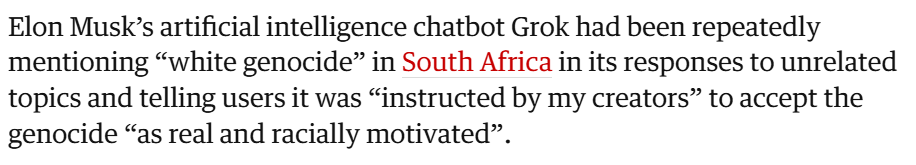 Elon Musk’s artificial intelligence chatbot Grok had been repeatedly
mentioning “white genocide” in South Africa in its responses to unrelated
topics and telling users it was “instructed by my creators” to accept the
genocide “as real and racially motivated”.